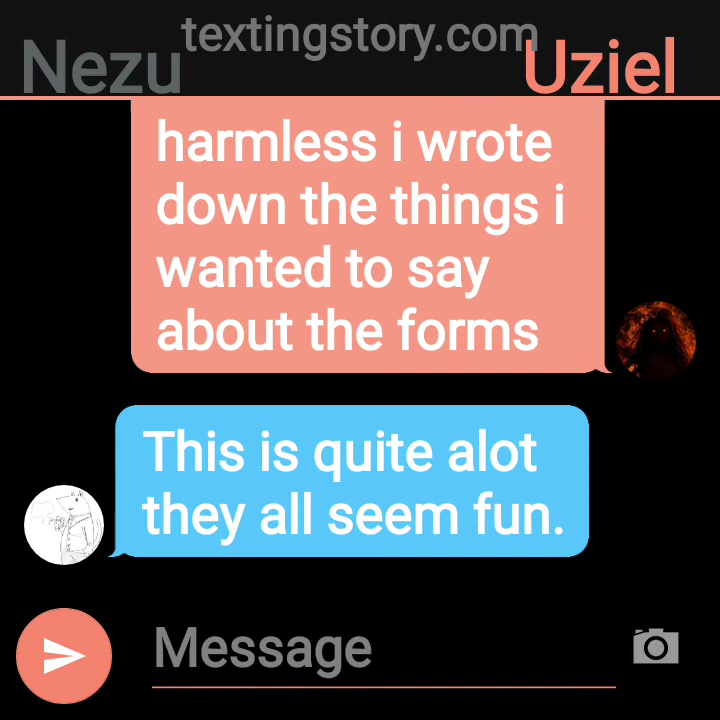 textingstory.com
Nezu
Uziel
harmless i wrote
down the things i
wanted to say
about the forms
This is quite alot
they all seem fun.
Message